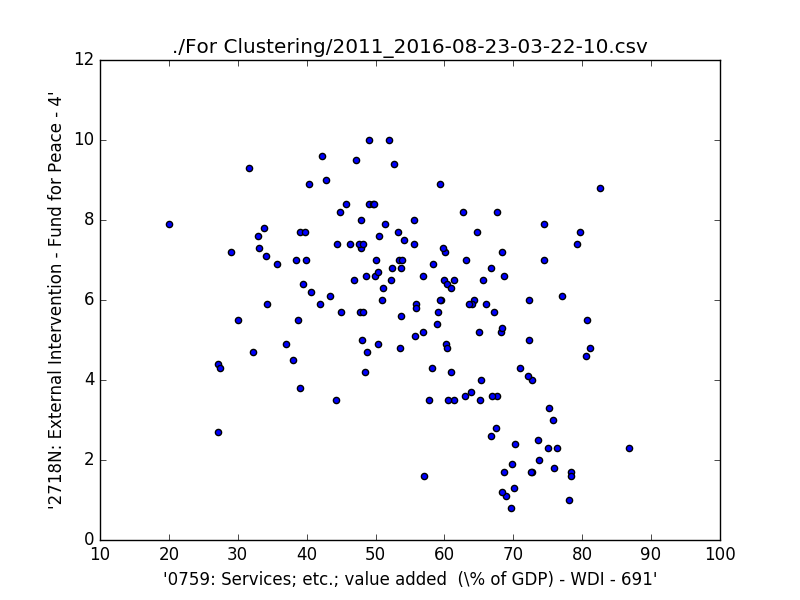 ./For Clustering/2011_2016-08-23-03-22-10.csv
12
10
8
6
4
2
0
'2718N: External Intervention - Fund for Peace - 4'
10 20 30 40 50 60 70 80 90 100
'0759: Services; etc.; value added  (\% of GDP) - WDI - 691'